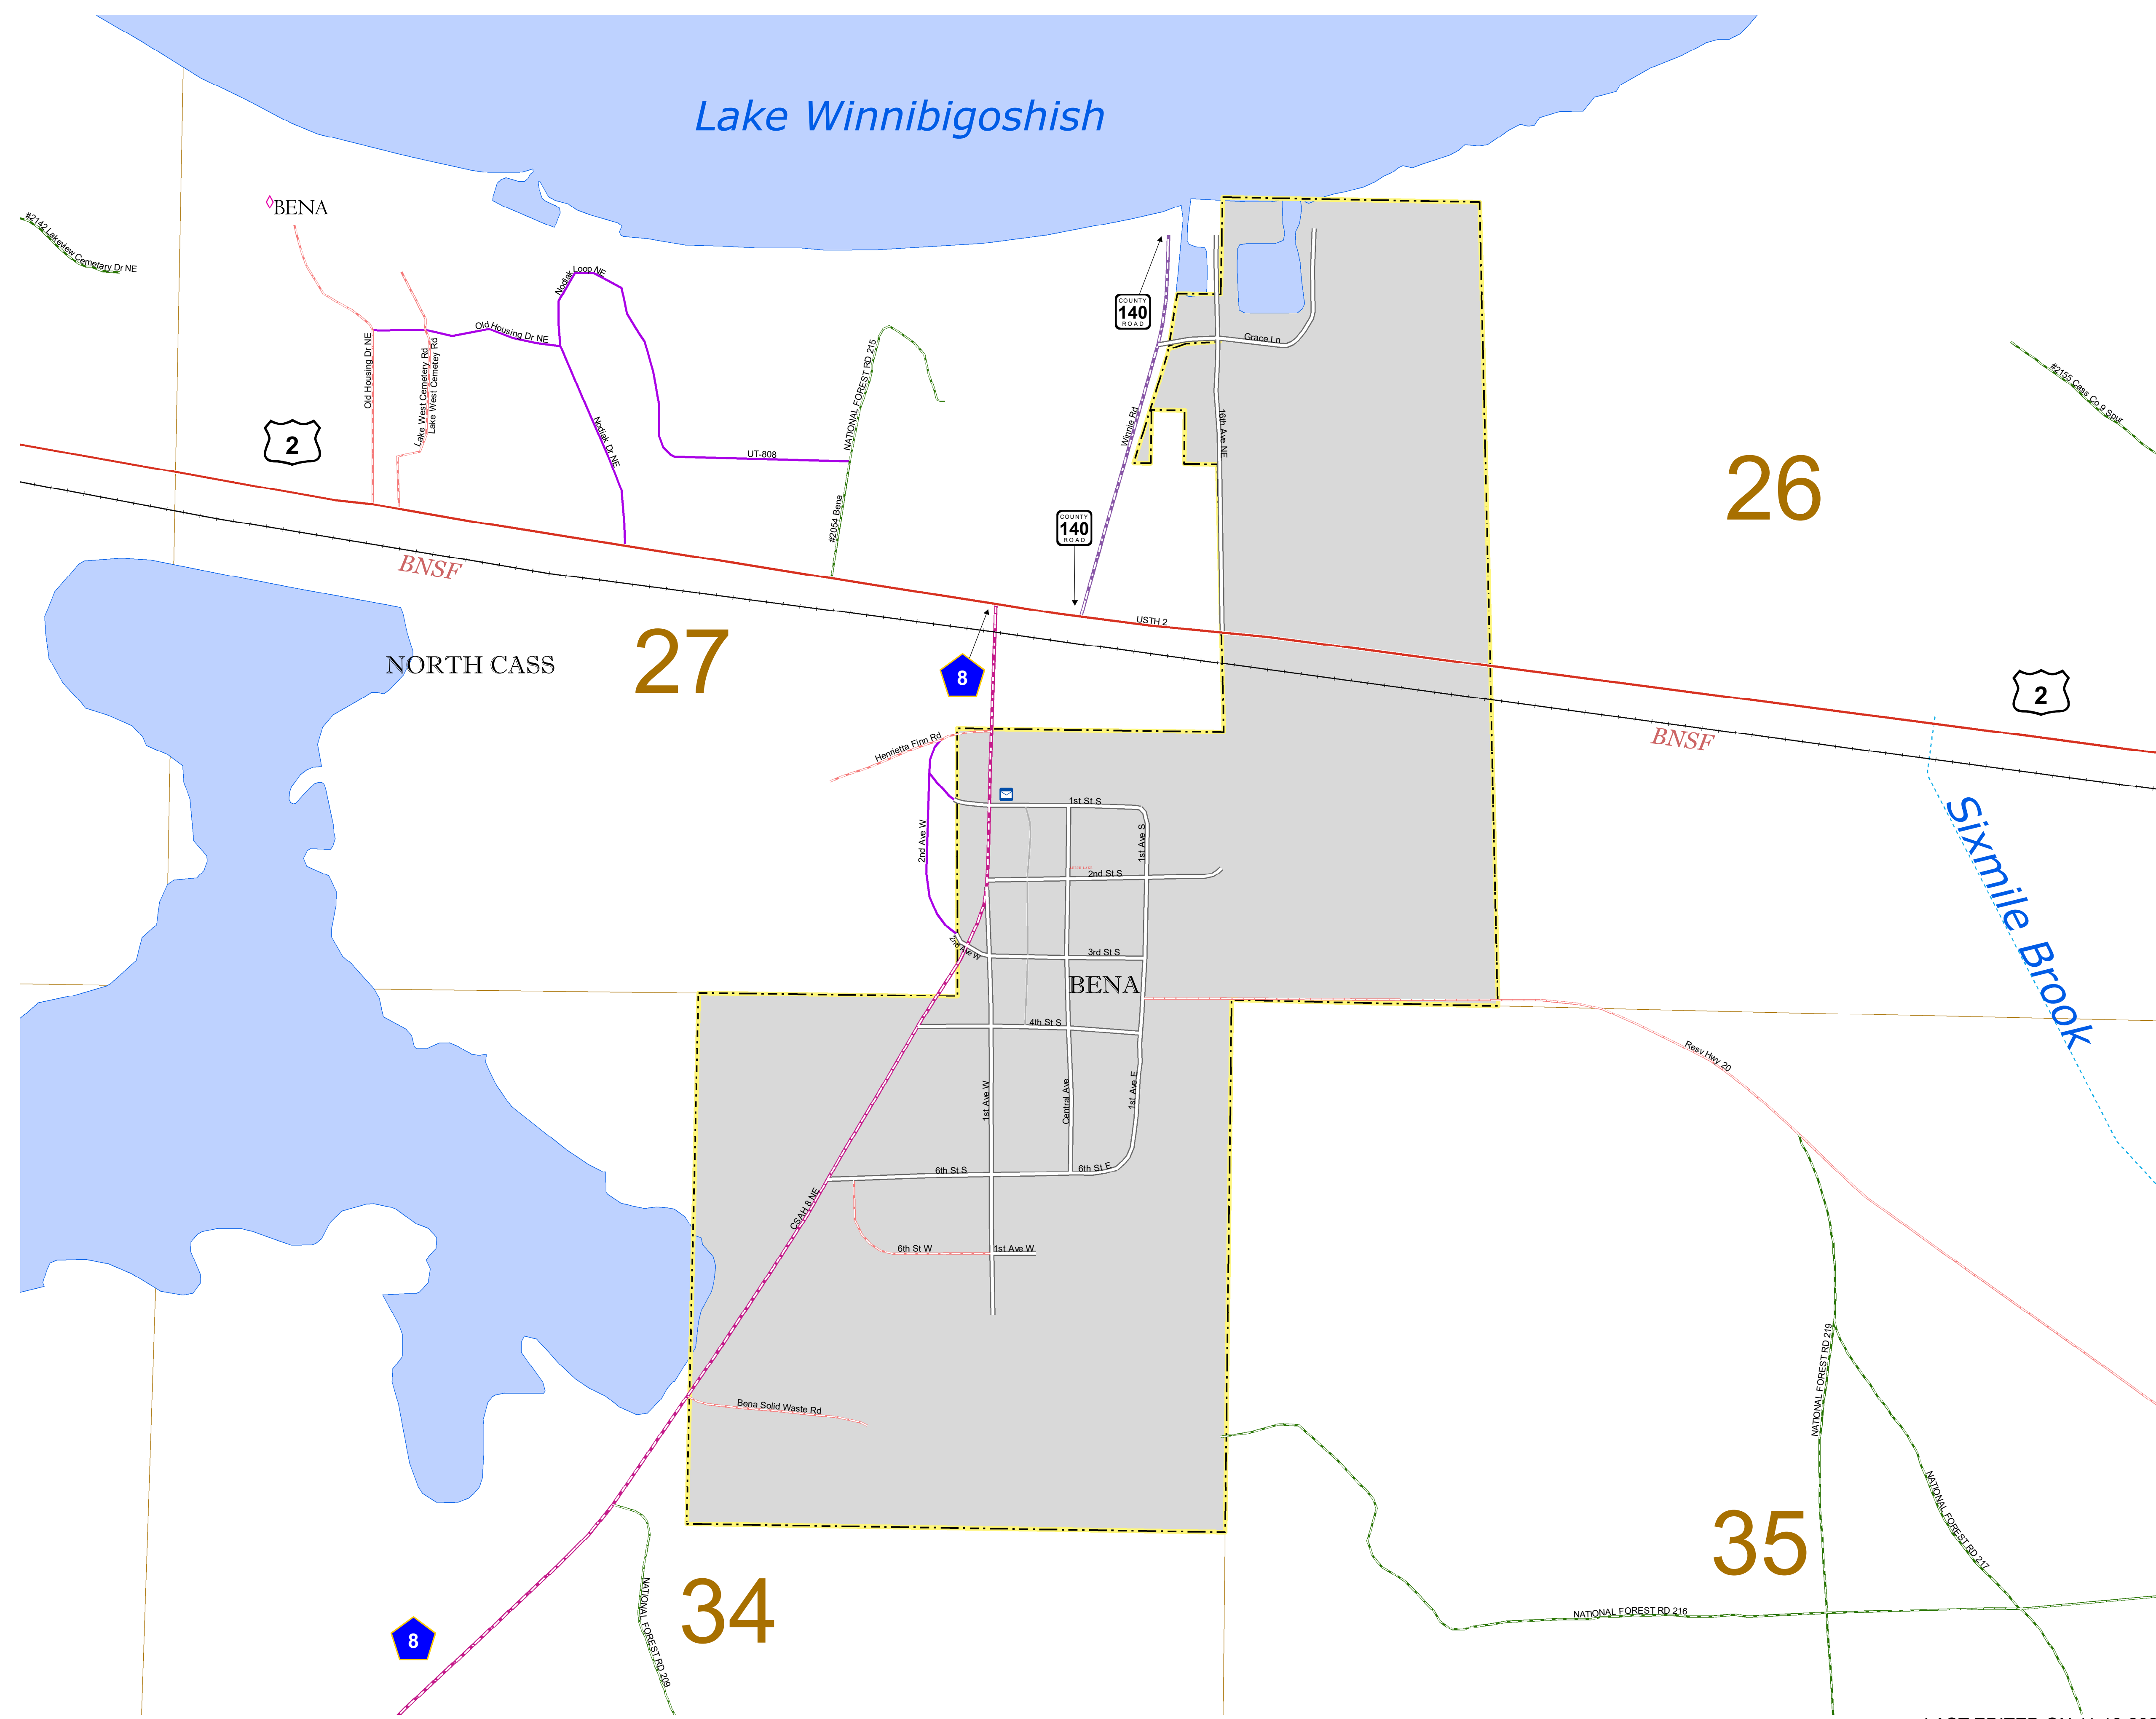 Lake Winnibigoshish
BENA
#2142 Lakeview Cemetary Dr NE
Nodiak Loop NE
Old Housing Dr NE
Old Housing Dr NE
Lake West Cemetery Rd
Lake West Cemetey Rd
NATIONAL FOREST RD 215
COUNTY
140
ROAD
Grace Ln
#2155 Cass Co 9 Spur
2
Nodiak Dr NE
UT-808
Winnie Rd
16th Ave NE
26
#2054 Bena
COUNTY
140
ROAD
BNSF
USTH 2
27
NORTH CASS
8
2
BNSF
Henrietta Finn Rd
1st St S
2nd Ave W
1st Ave S
2nd St S
Sixmile Brook
2nd Ave W
3rd St S
BENA
4th St S
Resv Hwy 20
1st Ave W
Central Ave
1st Ave E
6th St S
6th St E
CSAH 8 NE
6th St W
1st Ave W
NATIONAL FOREST RD 219
Bena Solid Waste Rd
NATIONAL FOREST RD 217
35
34
NATIONAL FOREST RD 216
NATIONAL FOREST RD 209
8